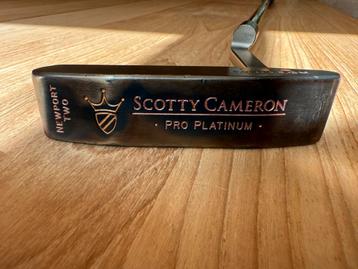 NEWPORT
TWO
SCOTTY CAMERON
• PRO PLATINUM •